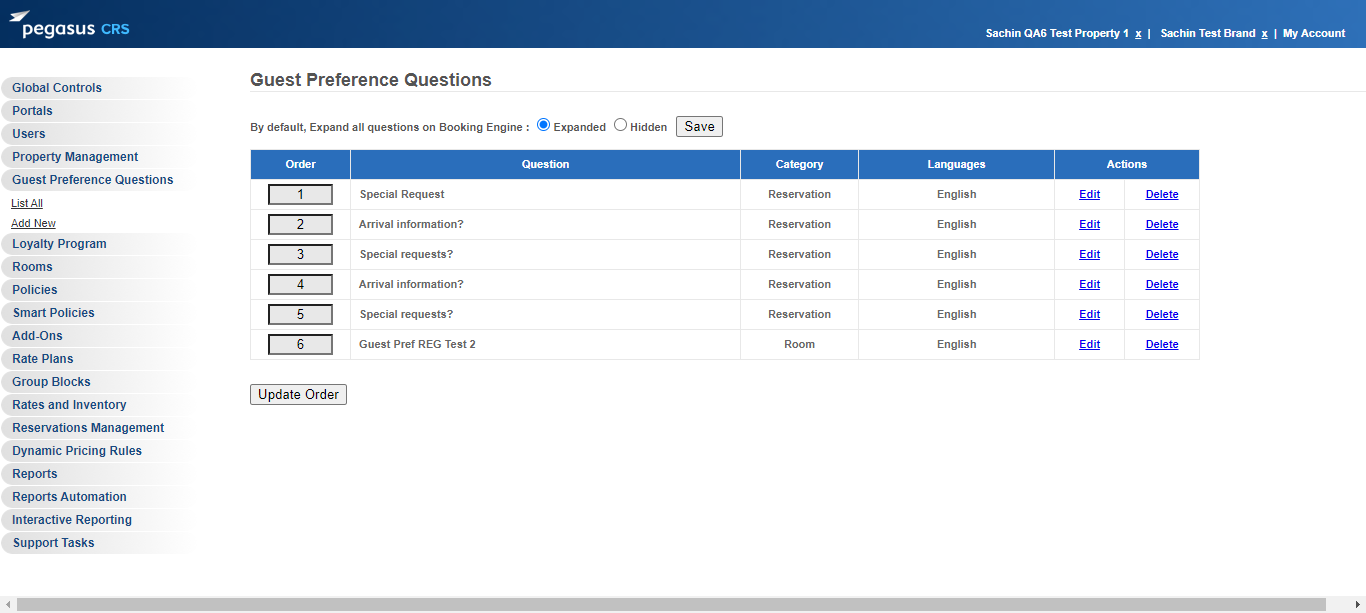 pegasus CRS
Sachin QA6 Test Property 1 x | Sachin Test Brand x | My Account
Global Controls
Portals
Users
Property Management
Guest Preference Questions
List All
Add New
Loyalty Program
Rooms
Policies
Smart Policies
Add-Ons
Rate Plans
Group Blocks
Rates and Inventory
Reservations Management
Dynamic Pricing Rules
Reports
Reports Automation
Interactive Reporting
Support Tasks
Guest Preference Questions
By default, Expand all questions on Booking Engine : Expanded Hidden Save
Order Question Category Languages Actions
1 Special Request Reservation English Edit Delete
2 Arrival information? Reservation English Edit Delete
3 Special requests? Reservation English Edit Delete
4 Arrival information? Reservation English Edit Delete
5 Special requests? Reservation English Edit Delete
6 Guest Pref REG Test 2 Room English Edit Delete
Update Order